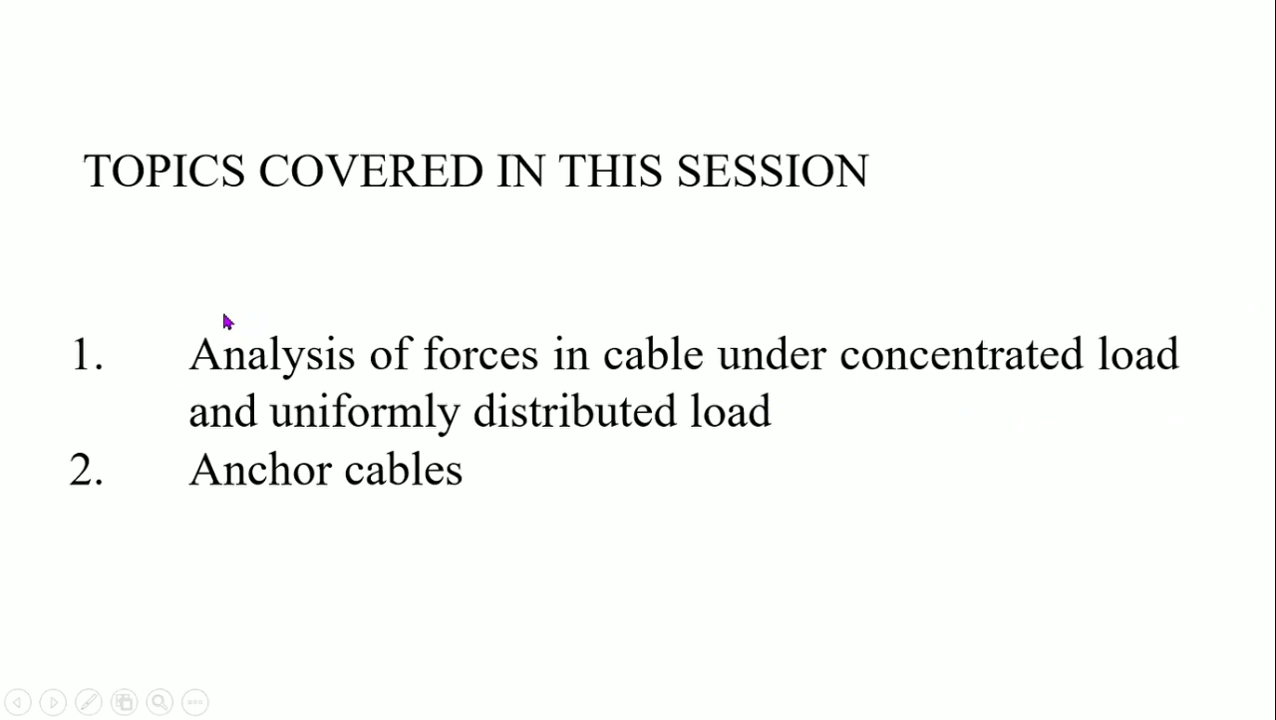 TOPICS COVERED IN THIS SESSION
1. Analysis of forces in cable under concentrated load
and uniformly distributed load
2. Anchor cables